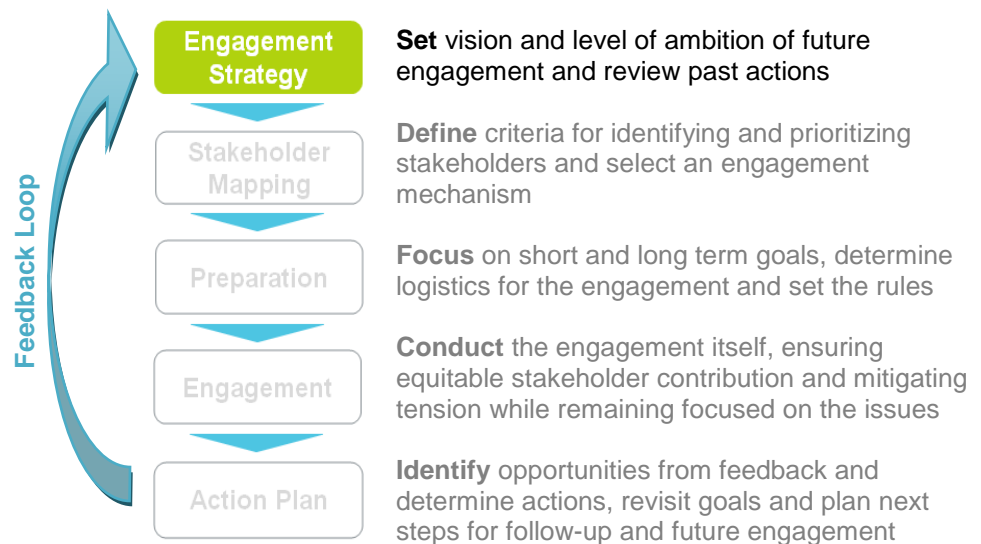 Engagement
Strategy
Set vision and level of ambition of future
engagement and review past actions
Stakeholder
Mapping
Define criteria for identifying and prioritizing
stakeholders and select an engagement
mechanism
Preparation
Focus on short and long term goals, determine
logistics for the engagement and set the rules
Engagement
Conduct the engagement itself, ensuring
equitable stakeholder contribution and mitigating
tension while remaining focused on the issues
Action Plan
Identify opportunities from feedback and
determine actions, revisit goals and plan next
steps for follow-up and future engagement
Feedback Loop